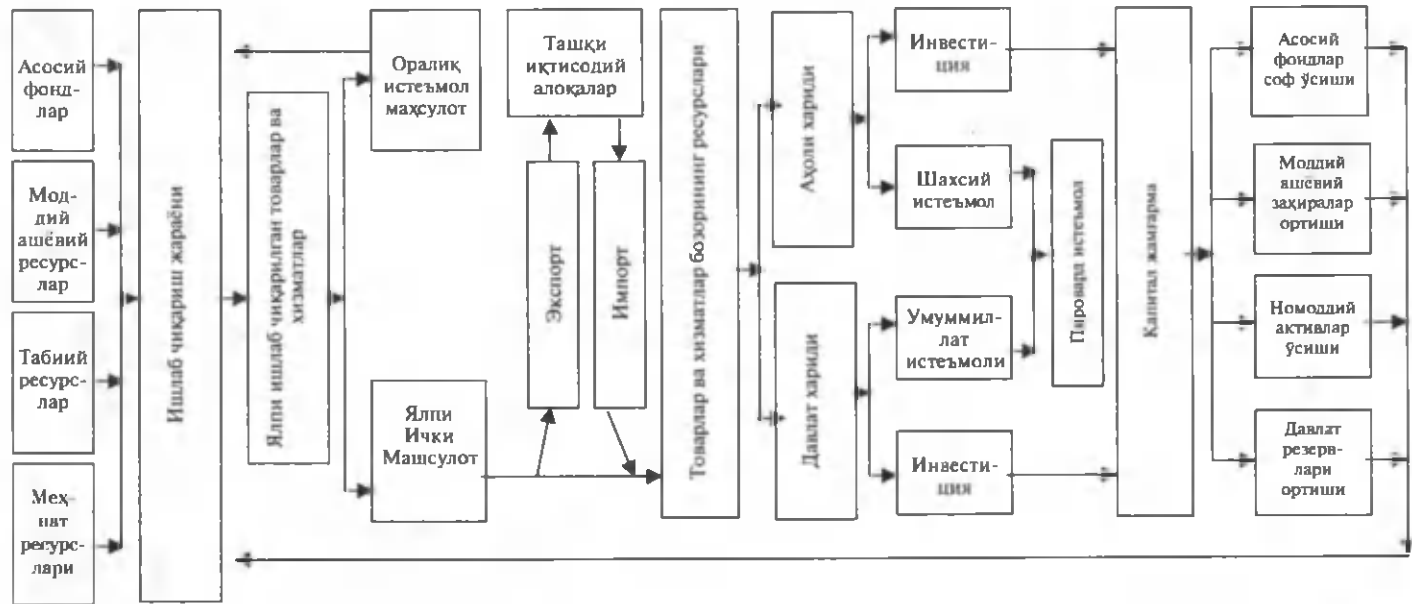 Асосий
фонд-
лар
Мод-
дий
ашёвий
ресурс-
лар
Табиий
ресурс-
лар
Меҳ-
нат
ресурс-
лари
Ишлаб чиқариш жараёни
Ялпи ишлаб чиқарилган товарлар ва
хизматлар
Оралиқ
истеъмол
маҳсулот
Ялпи
Ички
Машсулот
Ташқи
иқтисодий
алоқалар
Экспорт
Импорт
Товарлар ва хизматлар бозорининг ресурслари
Аҳоли хариди
Давлат хариди
Инвести-
ция
Шахсий
истеъмол
Умуммил-
лат
истеъмоли
Инвести-
ция
Пировард истеъмол
Капитал жамғарма
Асосий
фондлар
соф ўсиши
Моддий
ашёвий
заҳиралар
ортиши
Номоддий
активлар
ўсиши
Давлат
резерв-
лари
ортиши